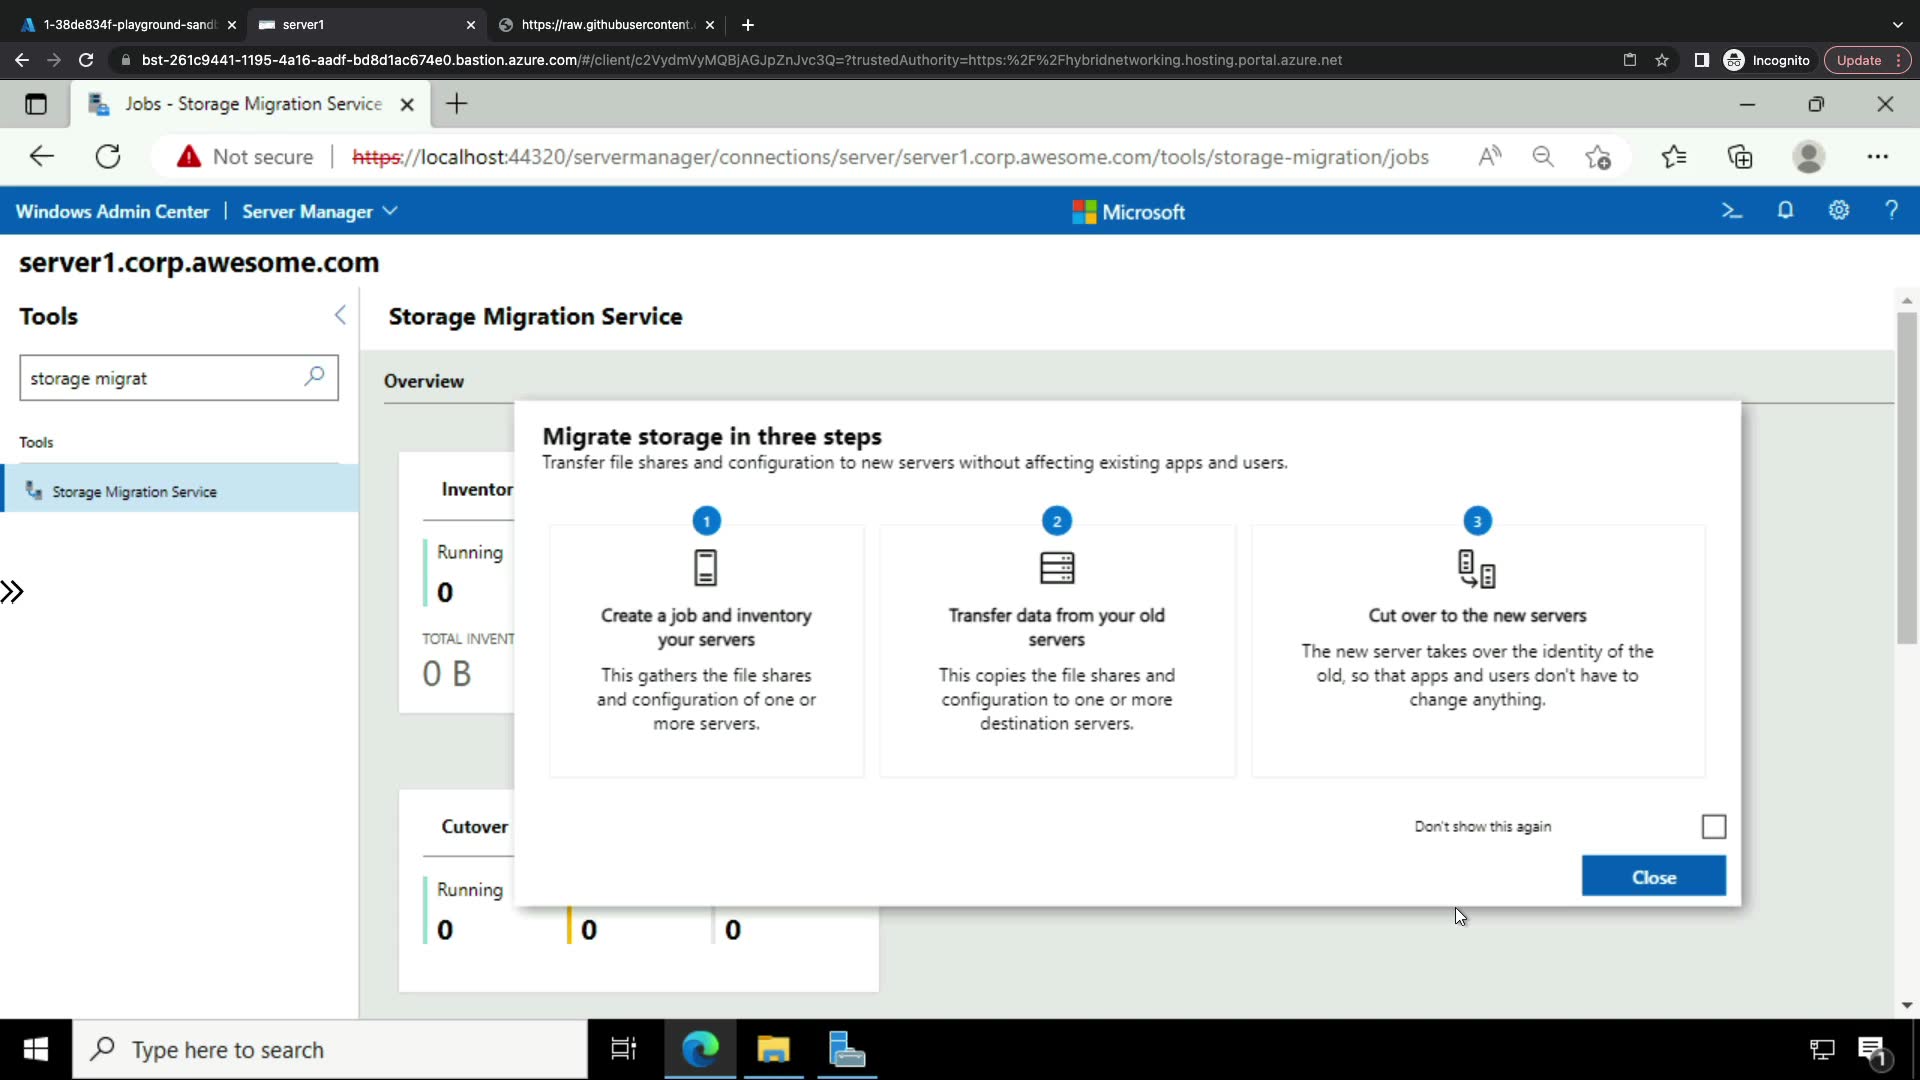 1-38de834f-playground-sand
server1
https://raw.githubusercontent.
bst-261c9441-1195-4a16-aadf-bd8d1ac674e0.bastion.azure.com/#/client/c2VydmVyMQBjAGJpZnJvc3Q=?trustedAuthority=https:%2F%2Fhybridnetworking.hosting.portal.azure.net
Incognito
Update
Jobs - Storage Migration Service
Not secure
https://localhost:44320/servermanager/connections/server/server1.corp.awesome.com/tools/storage-migration/jobs
Windows Admin Center
Server Manager
Microsoft
server1.corp.awesome.com
Tools
Storage Migration Service
storage migrat
Overview
Tools
Storage Migration Service
Migrate storage in three steps
Transfer file shares and configuration to new servers without affecting existing apps and users.
Inventor
Running
0
TOTAL INVENT
0 B
1
Create a job and inventory
your servers
This gathers the file shares
and configuration of one or
more servers.
2
Transfer data from your old
servers
This copies the file shares and
configuration to one or more
destination servers.
3
Cut over to the new servers
The new server takes over the identity of the
old, so that apps and users don't have to
change anything.
Don't show this again
Close
Cutover
Running
0
0
0
Type here to search
1